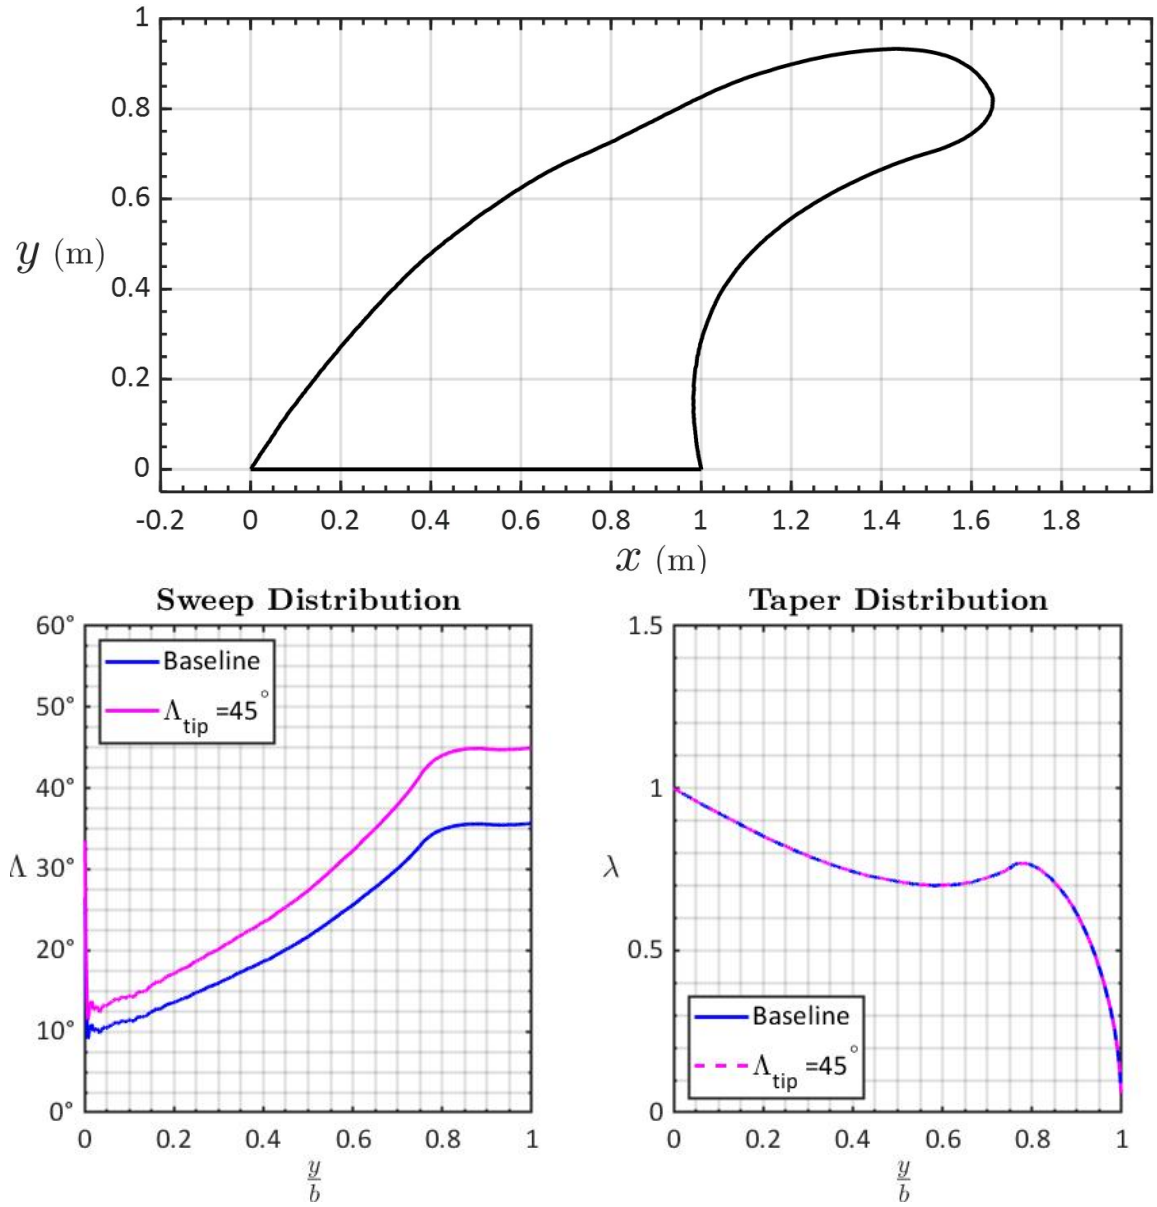 1
0.8
0.6
y (m)
0.4
0.2
0
-0.2 0 0.2 0.4 0.6 0.8 1 1.2 1.4 1.6 1.8
x (m)
Sweep Distribution
60°
50°
40°
Λ 30°
20°
10°
0°
Baseline
Λtip =45°
0 0.2 0.4 0.6 0.8 1
y
b
Taper Distribution
1.5
1
λ
0.5
0
Baseline
Λtip =45°
0 0.2 0.4 0.6 0.8 1
y
b